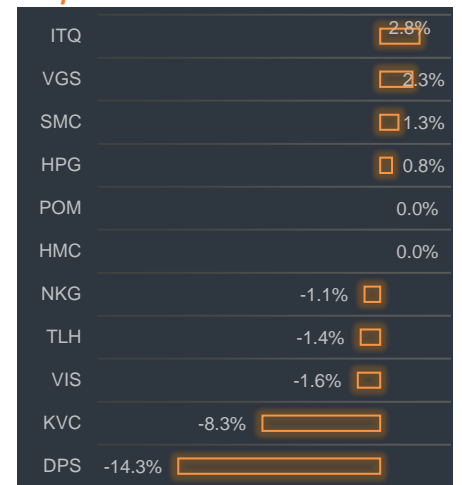 ITQ 2.8%
VGS 2.3%
SMC 1.3%
HPG 0.8%
POM 0.0%
HMC 0.0%
NKG -1.1%
TLH -1.4%
VIS -1.6%
KVC -8.3%
DPS -14.3%